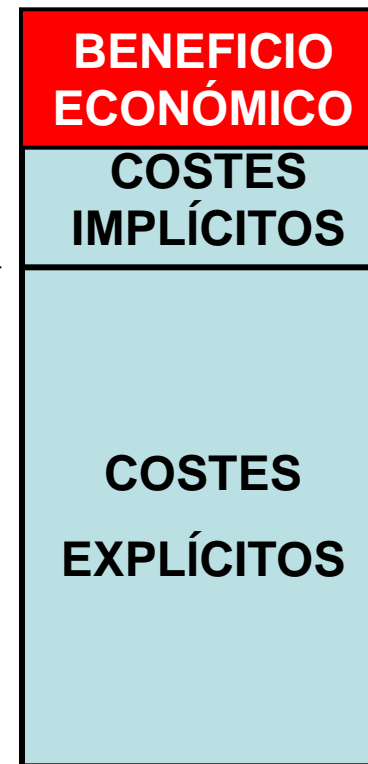 BENEFICIO
ECONÓMICO
COSTES
IMPLÍCITOS
COSTES
EXPLÍCITOS